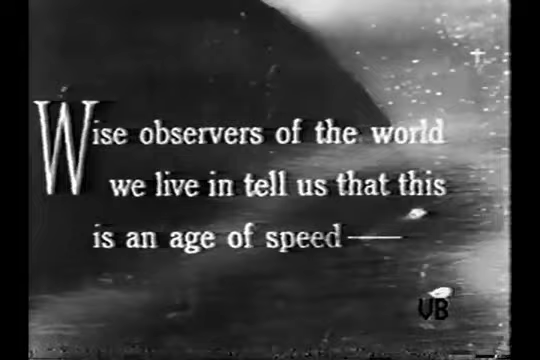 Wise observers of the world
we live in tell us that this
is an age of speed—
VB